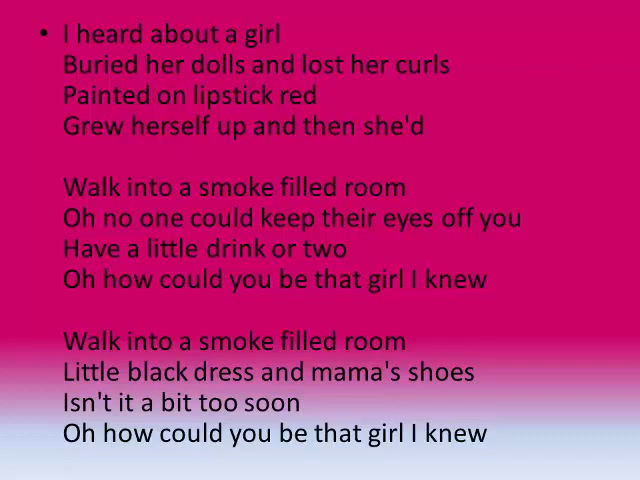 • I heard about a girl
Buried her dolls and lost her curls
Painted on lipstick red
Grew herself up and then she'd

Walk into a smoke filled room
Oh no one could keep their eyes off you
Have a little drink or two
Oh how could you be that girl I knew

Walk into a smoke filled room
Little black dress and mama's shoes
Isn't it a bit too soon
Oh how could you be that girl I knew